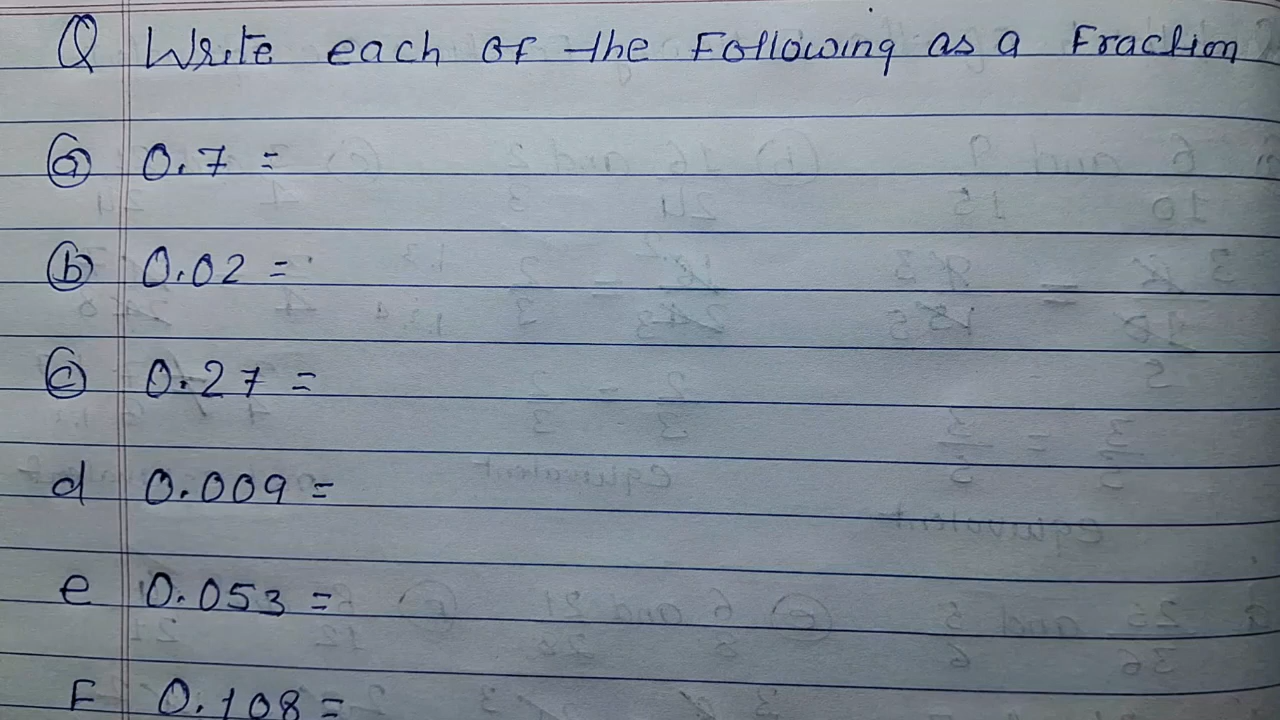 Q Write each of the Following as a Fraction
(a) 0.7 =
(b) 0.02 =
(c) 0.27 =
d 0.009 =
e 0.053 =
F 0.108 =